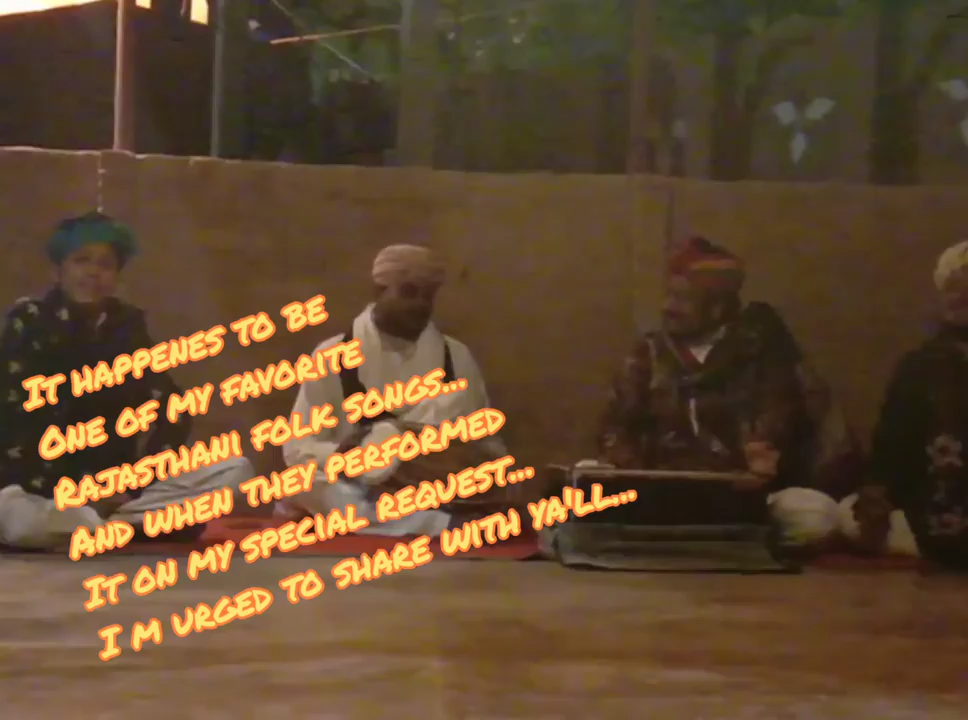 It happenes to be
one of my favorite
Rajasthani folk songs...
And when they performed
It on my special request...
I m urged to share with ya'll...